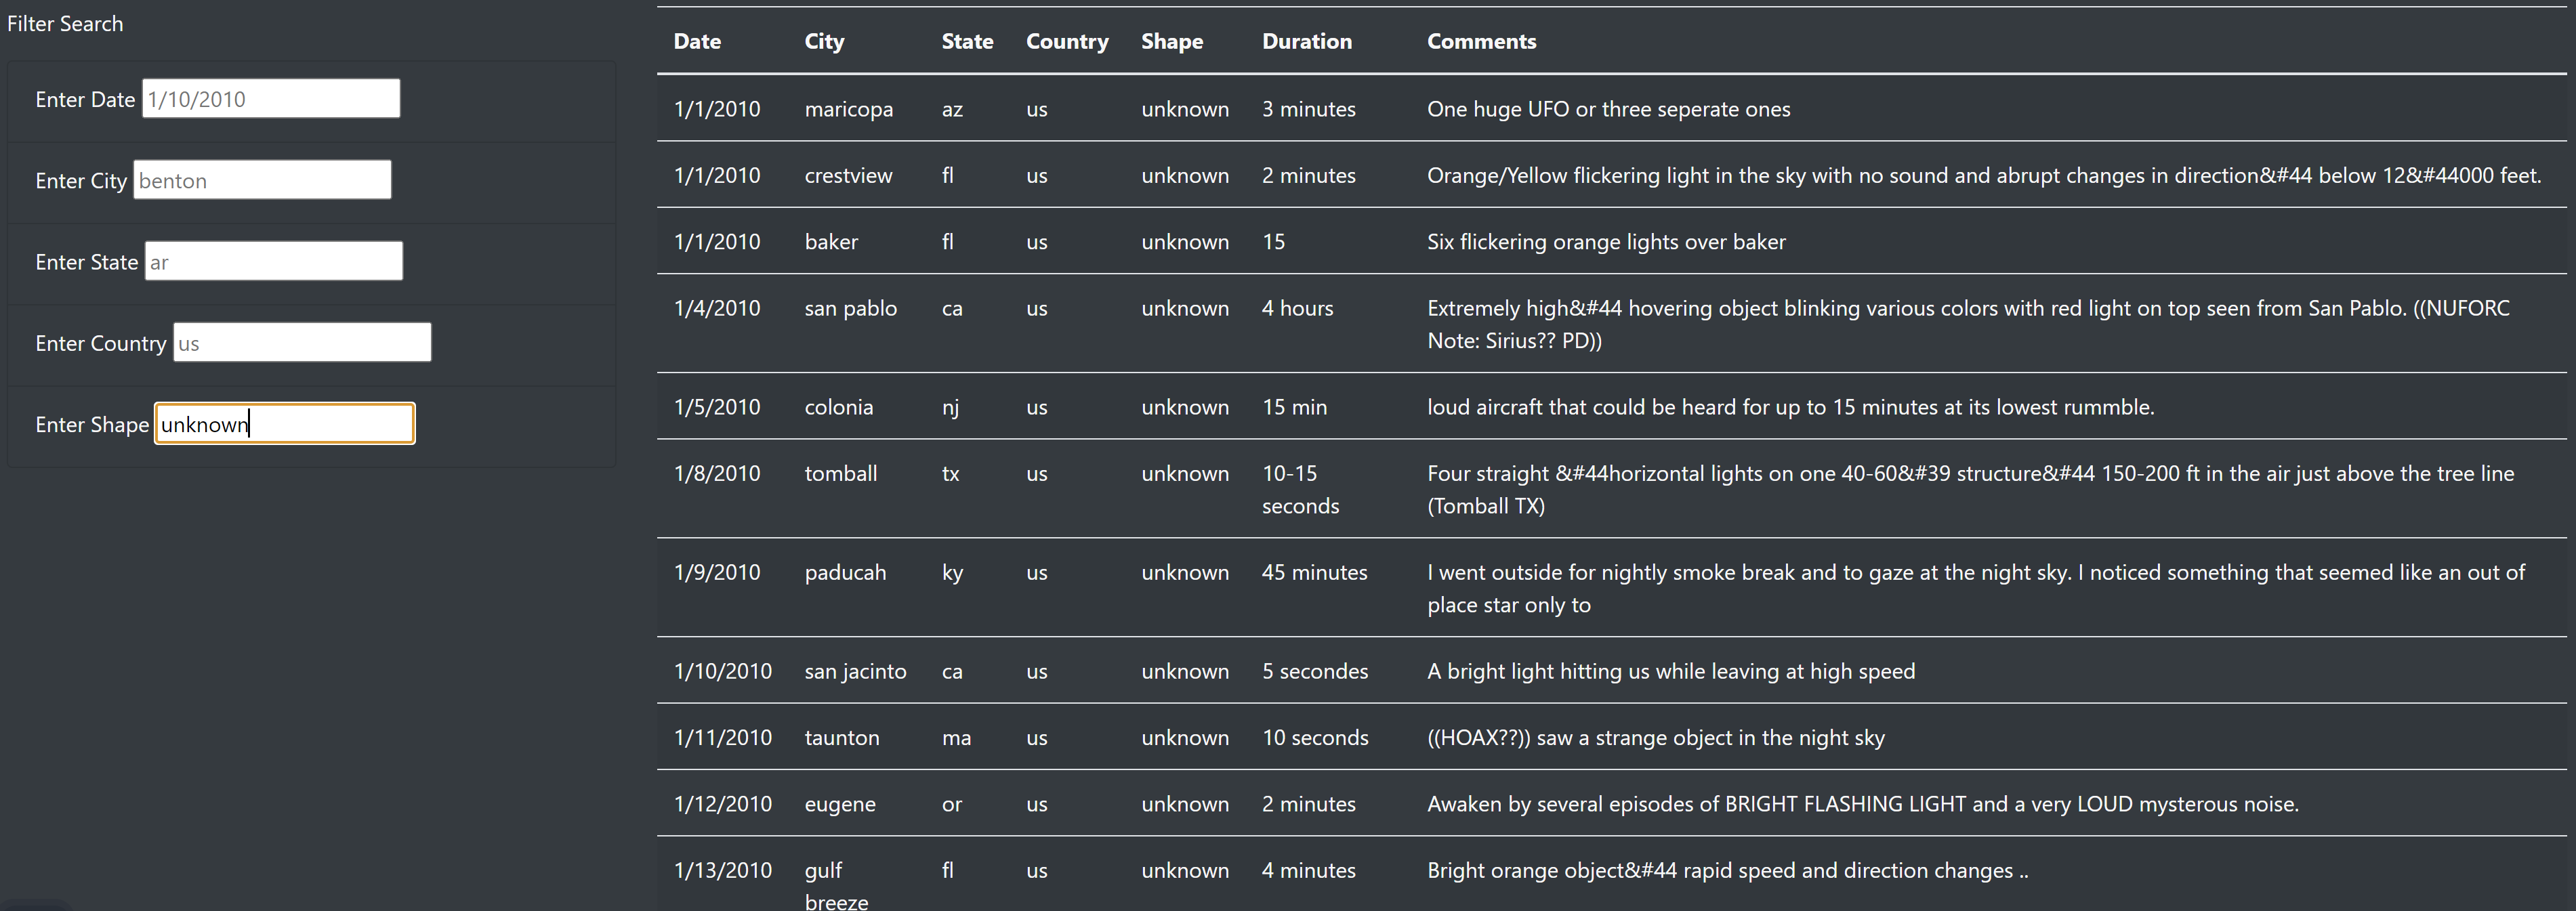 Filter Search
Enter Date 1/10/2010
Enter City benton
Enter State ar
Enter Country us
Enter Shape unknown
Date City State Country Shape Duration Comments
1/1/2010 maricopa az us unknown 3 minutes One huge UFO or three seperate ones
1/1/2010 crestview fl us unknown 2 minutes Orange/Yellow flickering light in the sky with no sound and abrupt changes in direction&#44 below 12&#44000 feet.
1/1/2010 baker fl us unknown 15 Six flickering orange lights over baker
1/4/2010 san pablo ca us unknown 4 hours Extremely high&#44 hovering object blinking various colors with red light on top seen from San Pablo. ((NUFORC
Note: Sirius?? PD))
1/5/2010 colonia nj us unknown 15 min loud aircraft that could be heard for up to 15 minutes at its lowest rummble.
1/8/2010 tomball tx us unknown 10-15 Four straight &#44horizontal lights on one 40-60&#39 structure&#44 150-200 ft in the air just above the tree line
seconds (Tomball TX)
1/9/2010 paducah ky us unknown 45 minutes I went outside for nightly smoke break and to gaze at the night sky. I noticed something that seemed like an out of
place star only to
1/10/2010 san jacinto ca us unknown 5 secondes A bright light hitting us while leaving at high speed
1/11/2010 taunton ma us unknown 10 seconds ((HOAX??)) saw a strange object in the night sky
1/12/2010 eugene or us unknown 2 minutes Awaken by several episodes of BRIGHT FLASHING LIGHT and a very LOUD mysterous noise.
1/13/2010 gulf fl us unknown 4 minutes Bright orange object&#44 rapid speed and direction changes ..
breeze